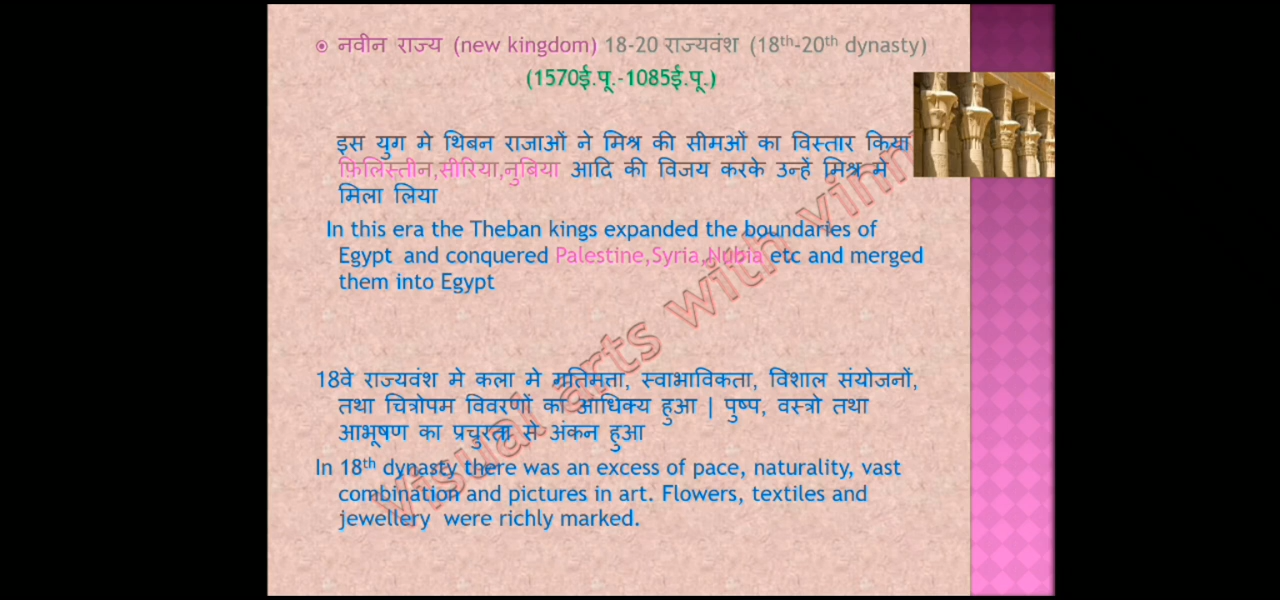 नवीन राज्य (new kingdom) 18-20 राज्यवंश (18th-20th dynasty)
(1570ई.पू.-1085ई.पू.)
इस युग मे थिबन राजाओं ने मिश्र की सीमओं का विस्तार किया
फ़िलिस्तीन,सीरिया,नुबिया आदि की विजय करके उन्हें मिश्र मे
मिला लिया
In this era the Theban kings expanded the boundaries of
Egypt and conquered Palestine,Syria,Nubia etc and merged
them into Egypt
18वे राज्यवंश मे कला मे गतिमत्ता, स्वाभाविकता, विशाल संयोजनों,
तथा चित्रोपम विवरणों का आधिक्य हुआ | पुष्प, वस्त्रो तथा
आभूषण का प्रचुरता से अंकन हुआ
In 18th dynasty there was an excess of pace, naturality, vast
combination and pictures in art. Flowers, textiles and
jewellery were richly marked.
visual arts with